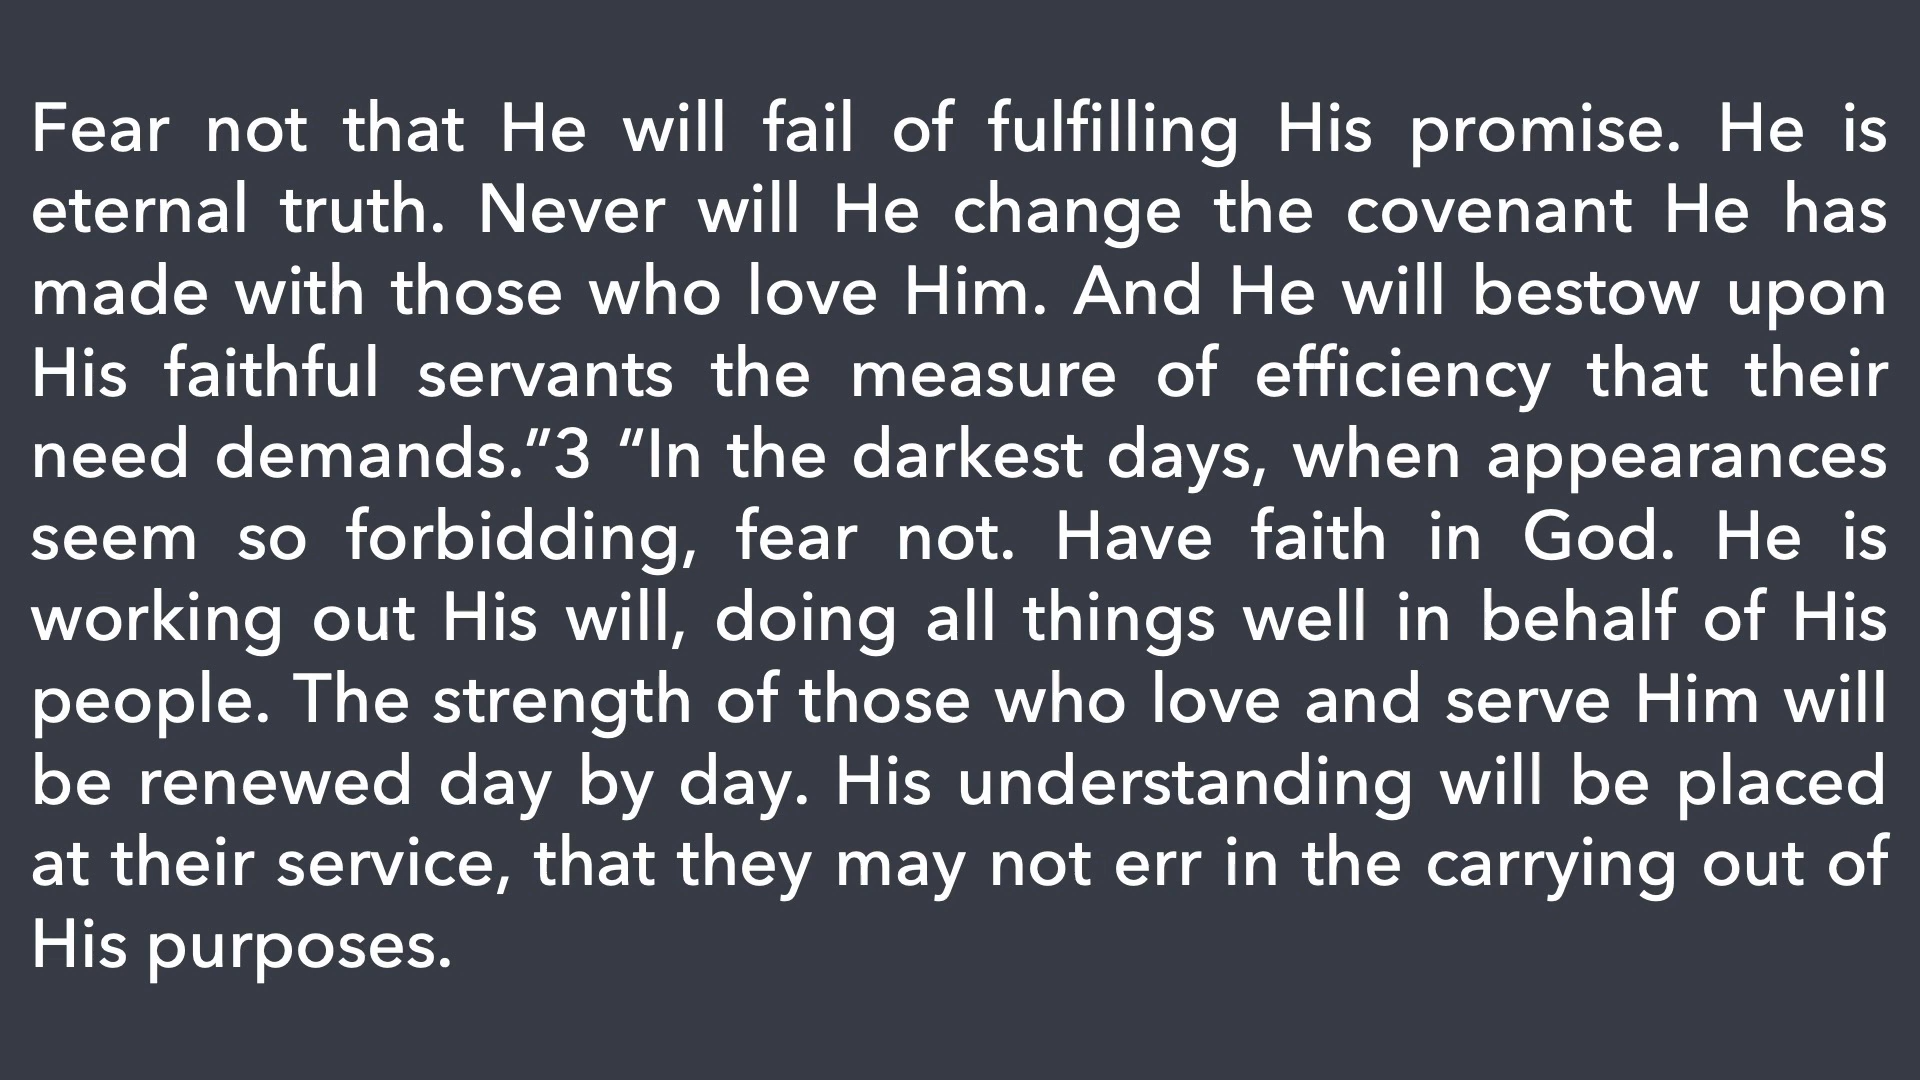 Fear not that He will fail of fulfilling His promise. He is
eternal truth. Never will He change the covenant He has
made with those who love Him. And He will bestow upon
His faithful servants the measure of efficiency that their
need demands.”3 “In the darkest days, when appearances
seem so forbidding, fear not. Have faith in God. He is
working out His will, doing all things well in behalf of His
people. The strength of those who love and serve Him will
be renewed day by day. His understanding will be placed
at their service, that they may not err in the carrying out of
His purposes.